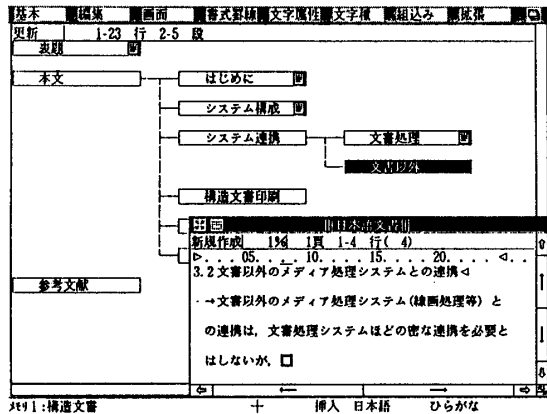 基本 編集 画面 書式罫線 文字属性 文字種 組込み 拡張
更新 1-23 行 2-5 段
表題
本文 はじめに
システム構成
システム連携 文書処理
文書以外
構造文書印刷
日本語文書
新規作成 1% 1頁 1-4 行( 4)
05 10 15 20
3.2文書以外のメディア処理システムとの連携
参考文献
→文書以外のメディア処理システム(線画処理等)と
の連携は，文書処理システムほどの密な連携を必要と
はしないが，
ﾒﾓﾘ1:構造文書 挿入 日本語 ひらがな